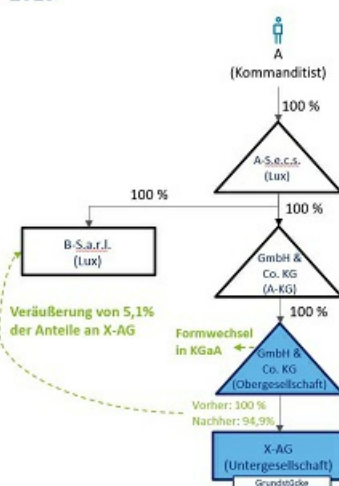 A
(Kommanditist)
100 %
A-S.e.c.s.
(Lux)
100 %
100 %
B-S.a.r.l.
(Lux)
GmbH &
Co. KG
(A-KG)
100 %
Veräußerung von 5,1%
der Anteile an X-AG
Formwechsel
in KGaA
GmbH &
Co. KG
(Obergesellschaft)
Vorher: 100 %
Nachher: 94,9%
X-AG
(Untergesellschaft)
Grundstücke